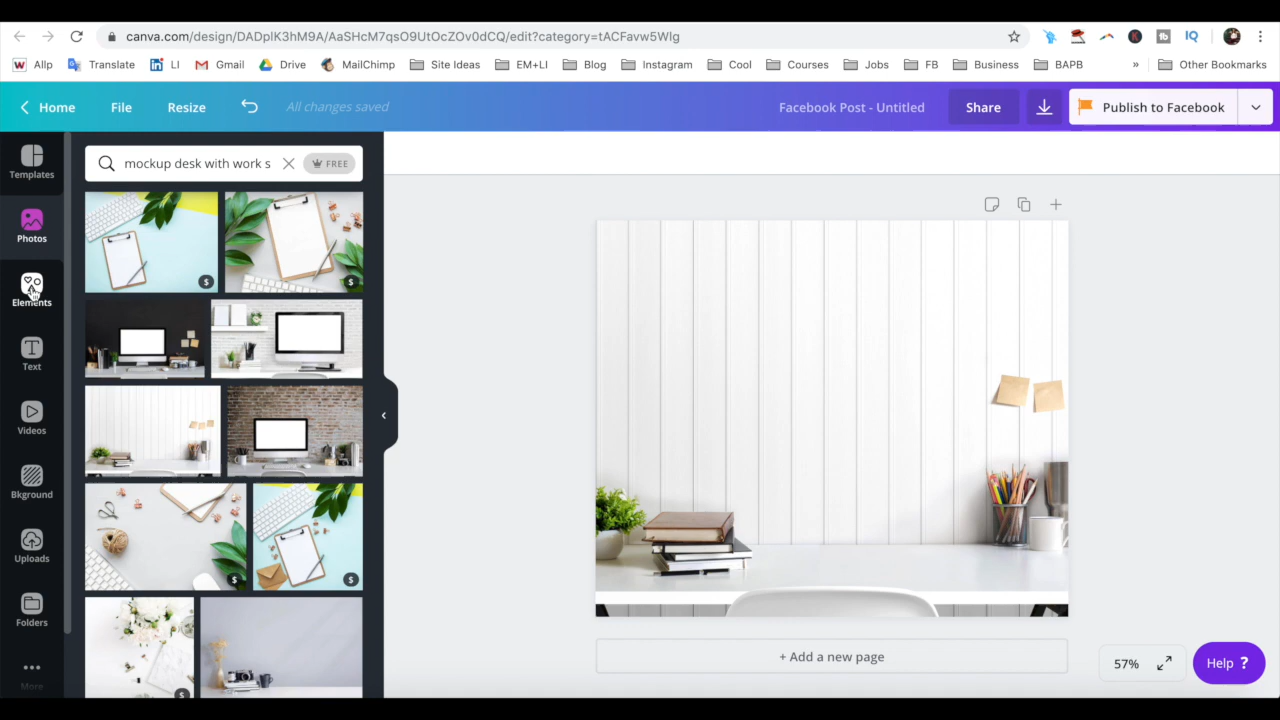 canva.com/design/DADplK3hM9A/AaSHcM7qsO9UtOcZOv0dCQ/edit?category=tACFavw5WIg
IQ
Allp Translate LI Gmail Drive MailChimp Site Ideas EM+LI Blog Instagram Cool Courses Jobs FB Business BAPB » Other Bookmarks
Home File Resize All changes saved Facebook Post - Untitled Share Publish to Facebook
Templates
Photos
Elements
Text
Videos
Bkground
Uploads
Folders
More
mockup desk with work s FREE
$ $
$ $
$
+ Add a new page
57%
Help ?